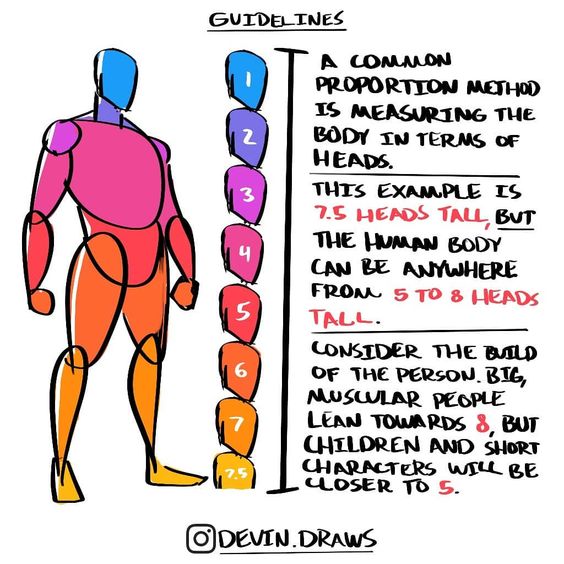 GUIDELINES
1
2
3
4
5
6
7
7.5
A COMMON
PROPORTION METHOD
IS MEASURING THE
BODY IN TERMS OF
HEADS.
THIS EXAMPLE IS
7.5 HEADS TALL, BUT
THE HUMAN BODY
CAN BE ANYWHERE
FROM 5 TO 8 HEADS
TALL.
CONSIDER THE BUILD
OF THE PERSON. BIG,
MUSCULAR PEOPLE
LEAN TOWARDS 8, BUT
CHILDREN AND SHORT
CHARACTERS WILL BE
CLOSER TO 5.
DEVIN.DRAWS